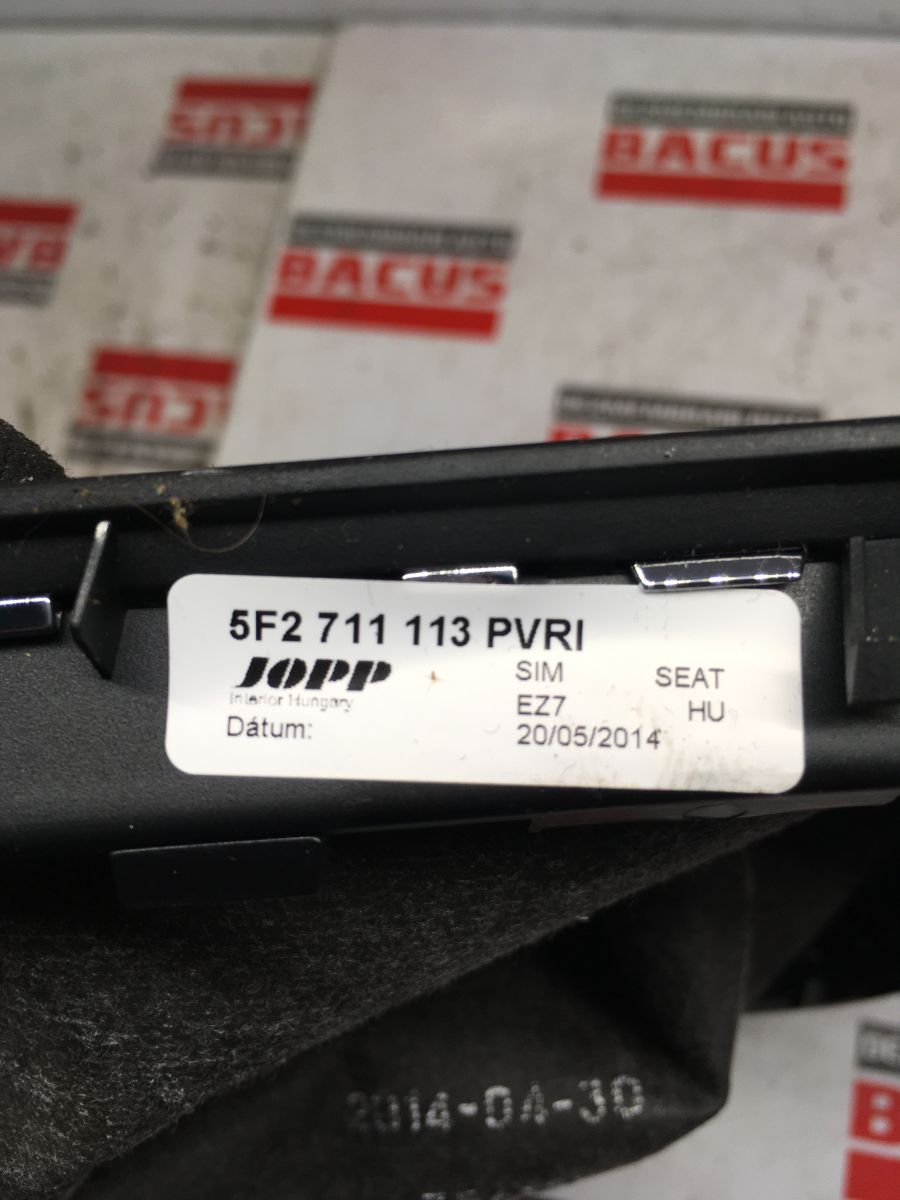 BACUS
BACUS
5F2 711 113 PVRI
JOPP
Interior Hungary
SIM SEAT
EZ7 HU
Dátum: 20/05/2014
2014-04-30